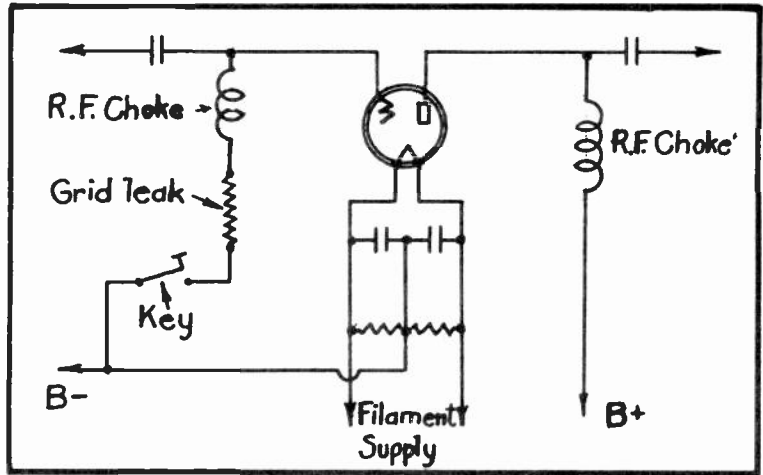 R.F. Choke
R.F. Choke
Grid leak
Key
B-
Filament
Supply
B+